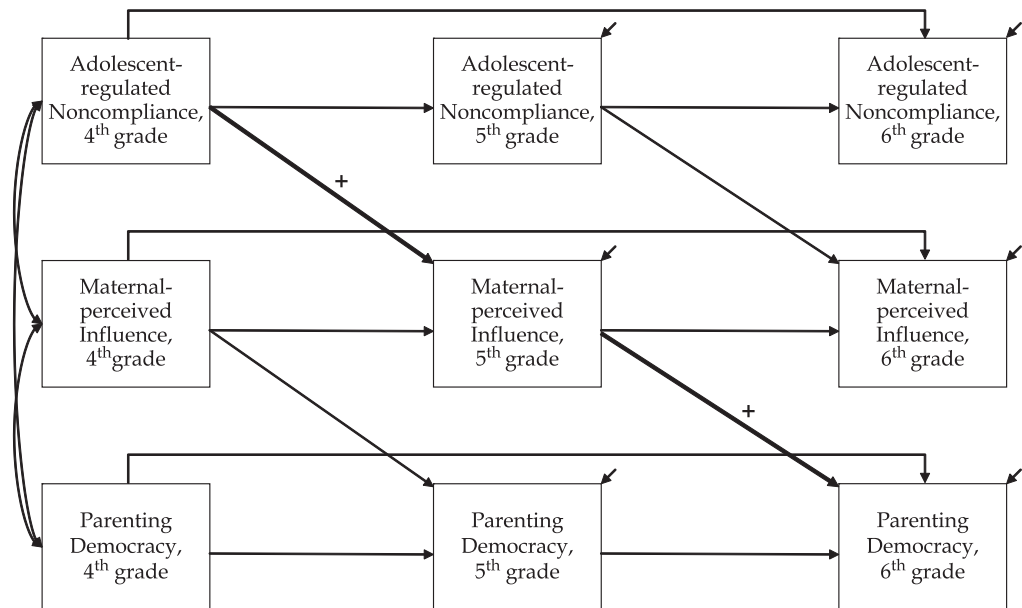 Adolescent-
regulated
Noncompliance,
4th grade
Adolescent-
regulated
Noncompliance,
5th grade
Adolescent-
regulated
Noncompliance,
6th grade
+
Maternal-
perceived
Influence,
4thgrade
Maternal-
perceived
Influence,
5th grade
Maternal-
perceived
Influence,
6th grade
+
Parenting
Democracy,
4th grade
Parenting
Democracy,
5th grade
Parenting
Democracy,
6th grade